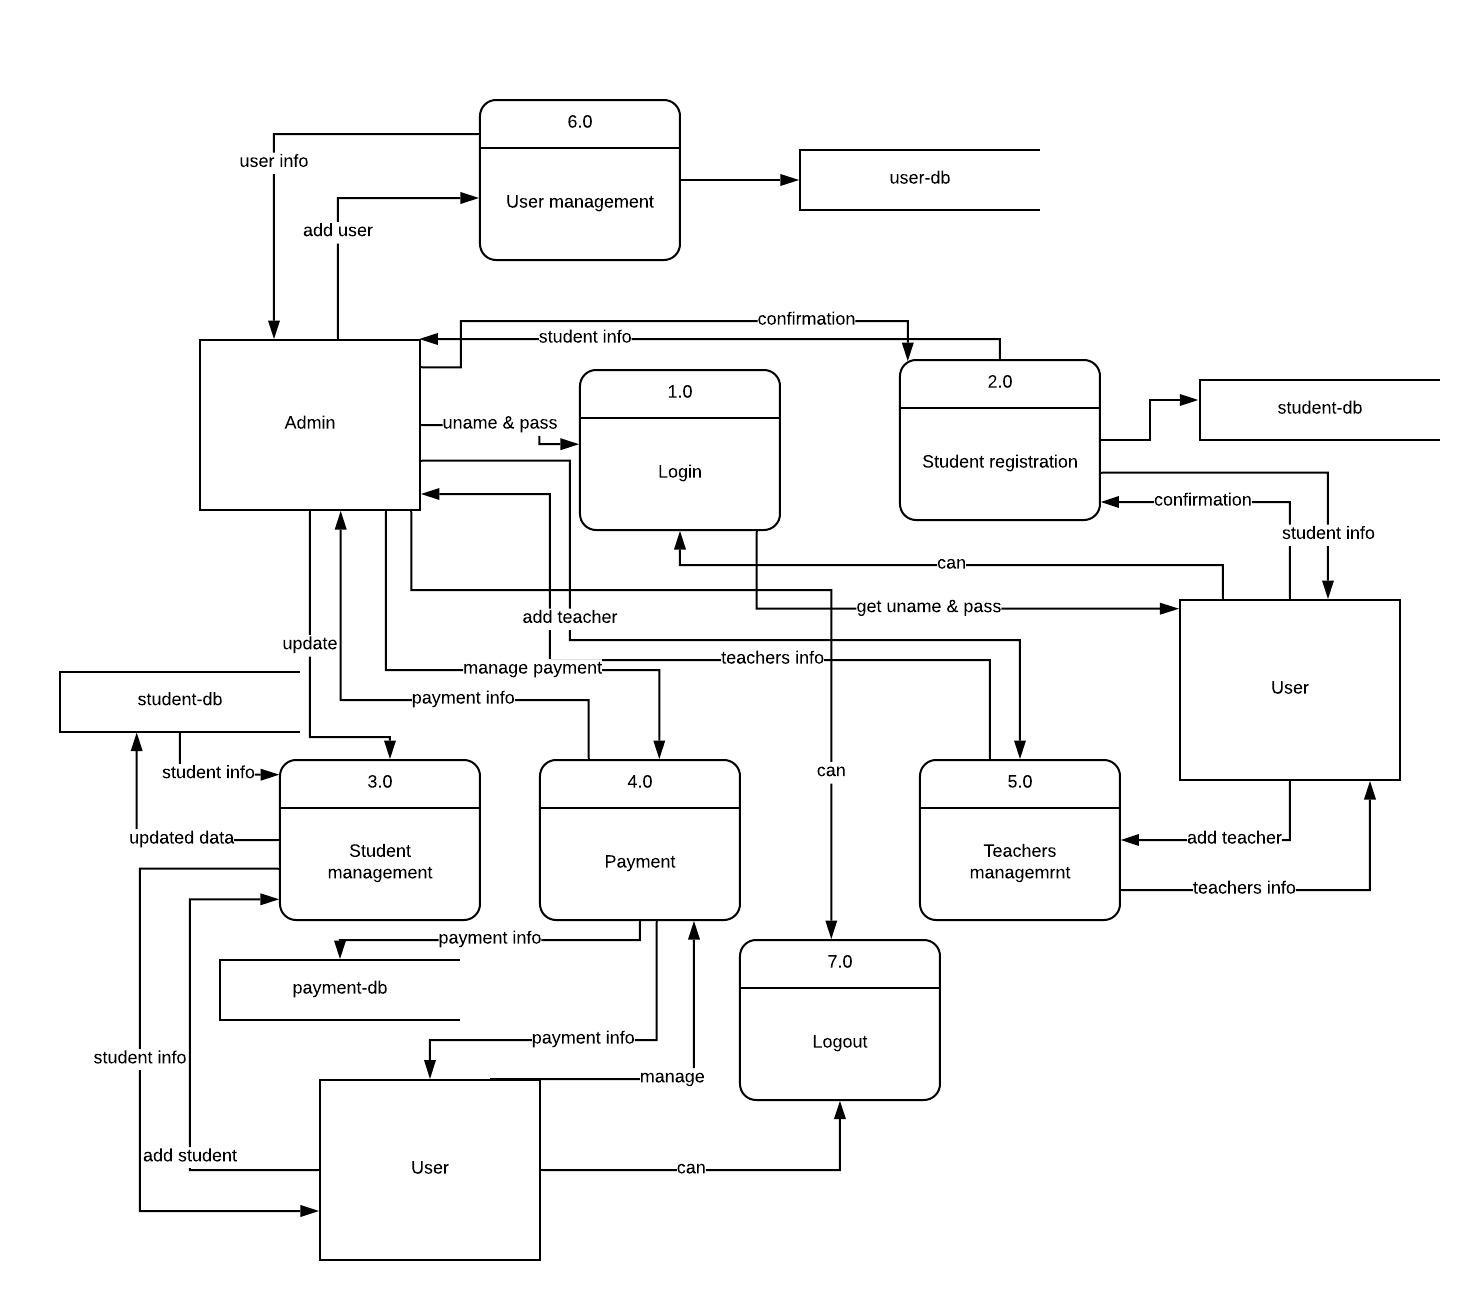 6.0
user info
user-db
User management
add user
confirmation
student info
1.0
2.0
student-db
Admin
uname & pass
Student registration
Login
confirmation
student info
can
get uname & pass
add teacher
update
teachers info
manage payment
User
student-db
payment info
can
student info
3.0
4.0
5.0
updated data
add teacher
Student
management
Payment
Teachers
managemrnt
teachers info
payment info
7.0
payment-db
payment info
Logout
student info
manage
add student
User
can